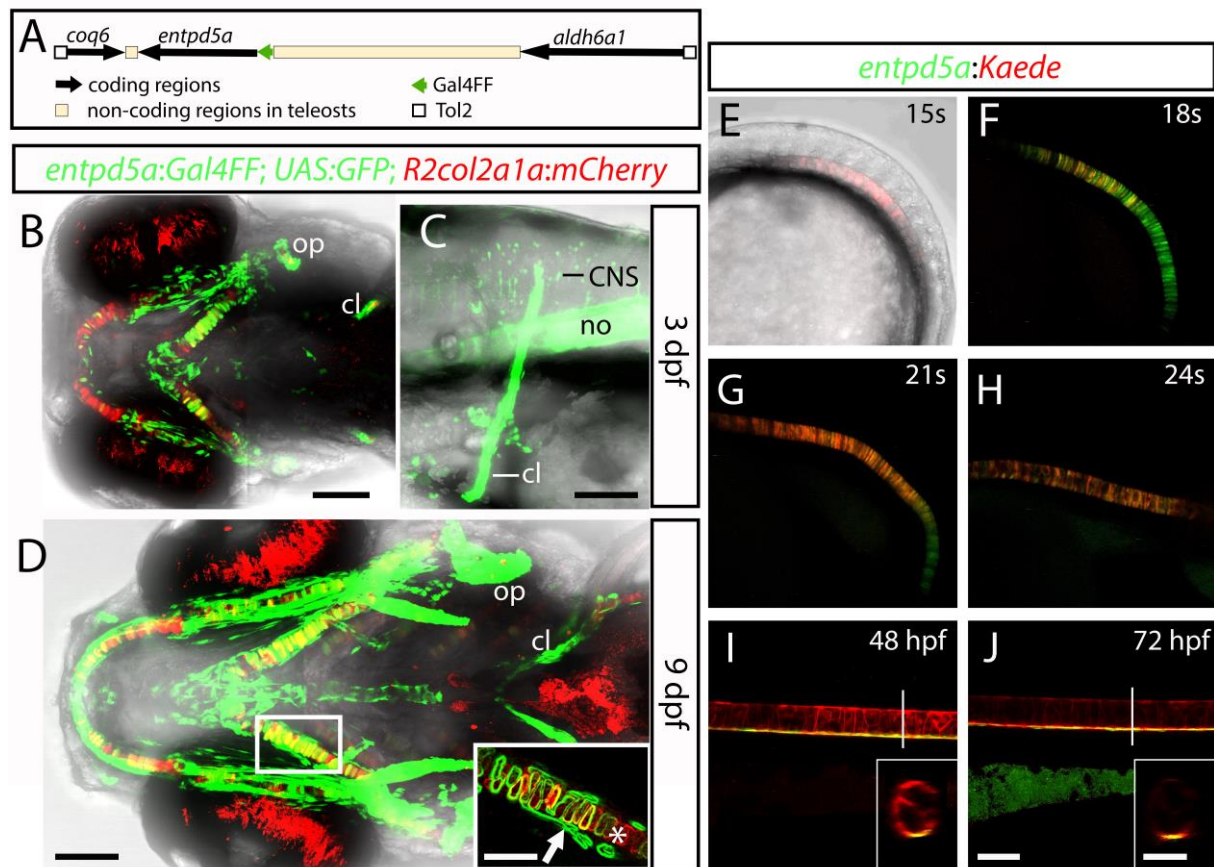 A
coq6 entpd5a aldh6a1
coding regions Gal4FF
non-coding regions in teleosts Tol2
entpd5a:Gal4FF; UAS:GFP; R2col2a1a:mCherry
B op cl
C CNS no cl
3 dpf
D op cl
*
9 dpf
entpd5a:Kaede
E 15s
F 18s
G 21s
H 24s
I 48 hpf
J 72 hpf